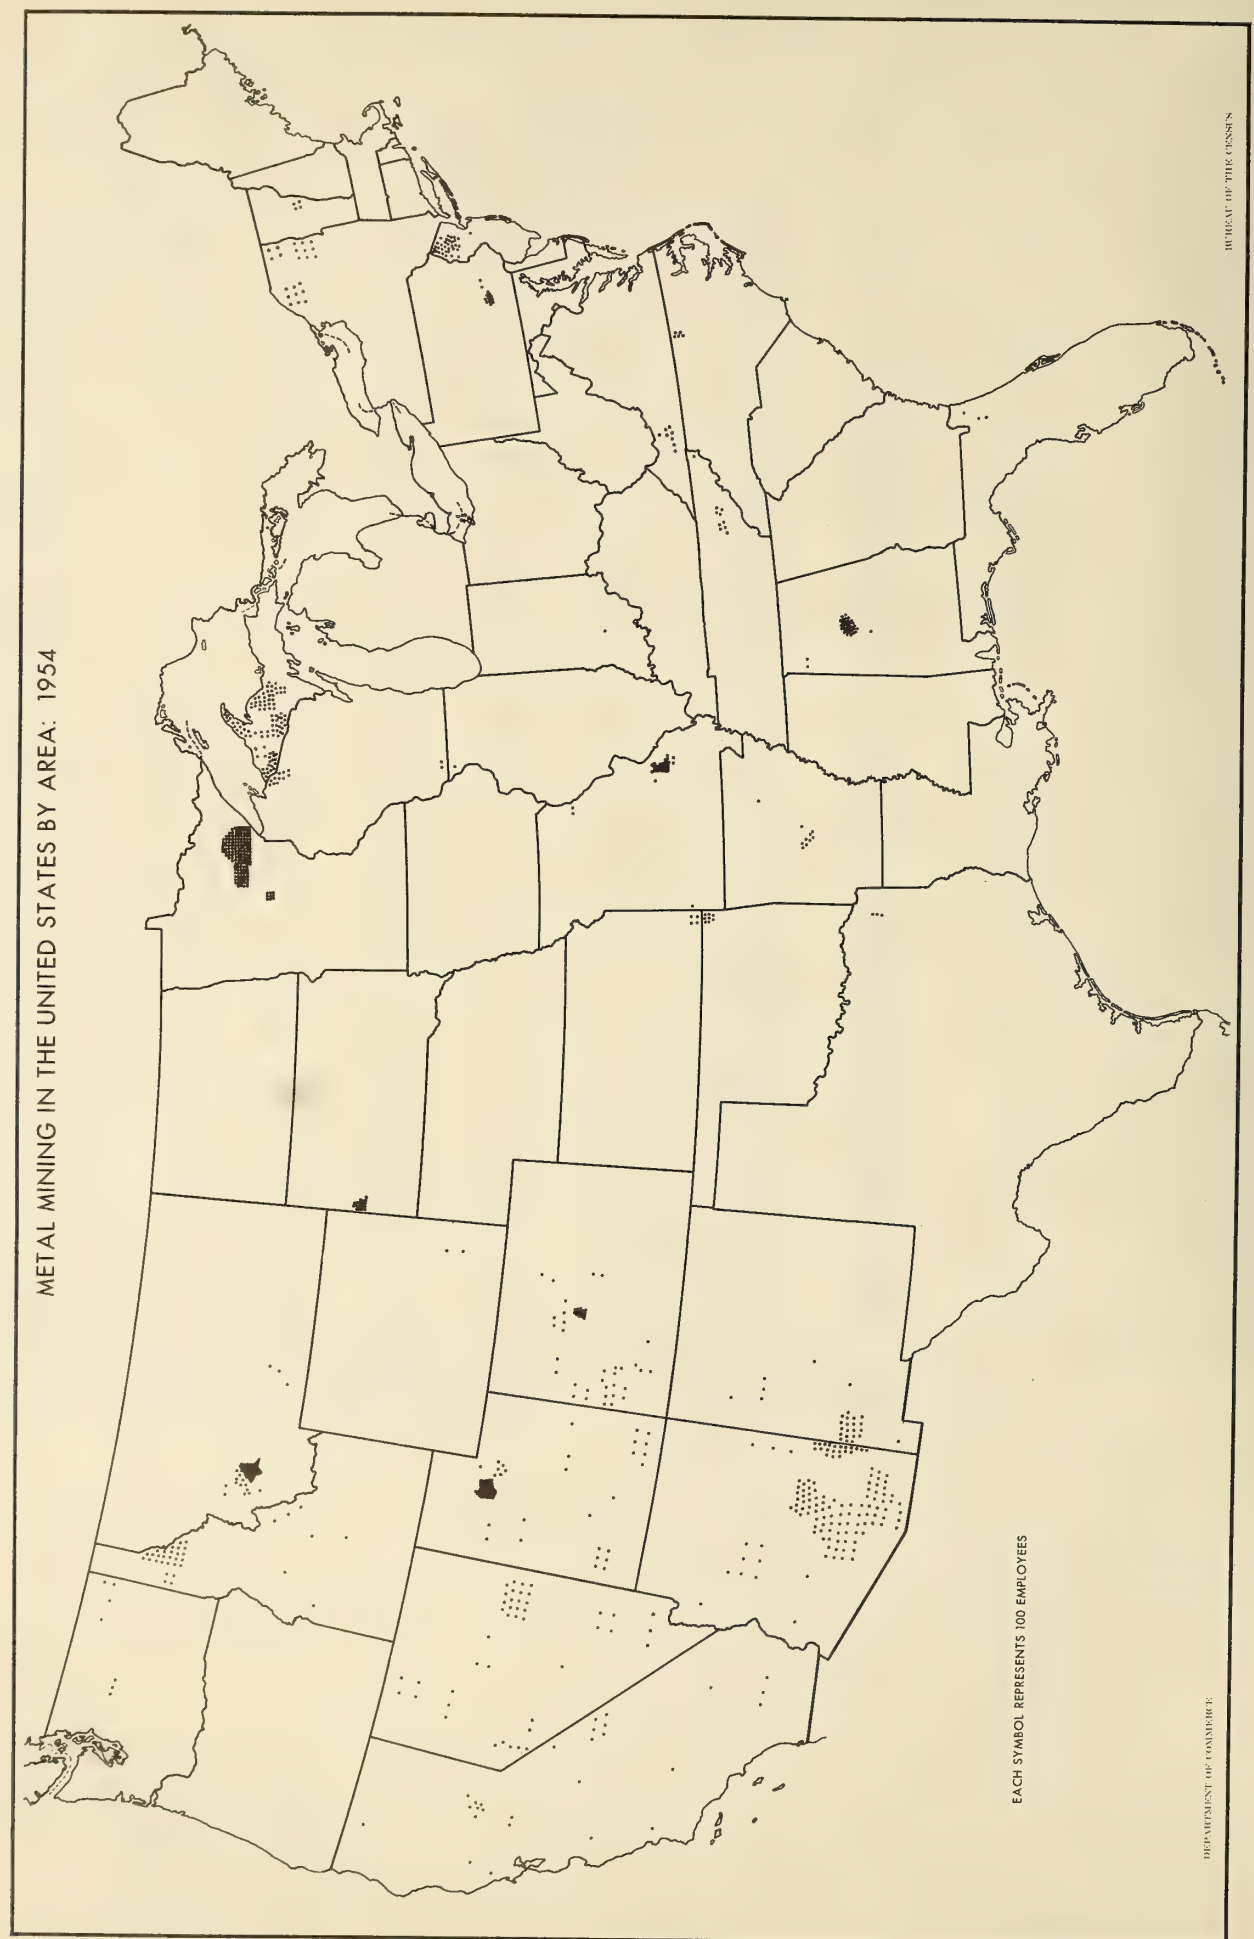 METAL MINING IN THE UNITED STATES BY AREA: 1954
EACH SYMBOL REPRESENTS 100 EMPLOYEES
DEPARTMENT OF COMMERCE
BUREAU OF THE CENSUS